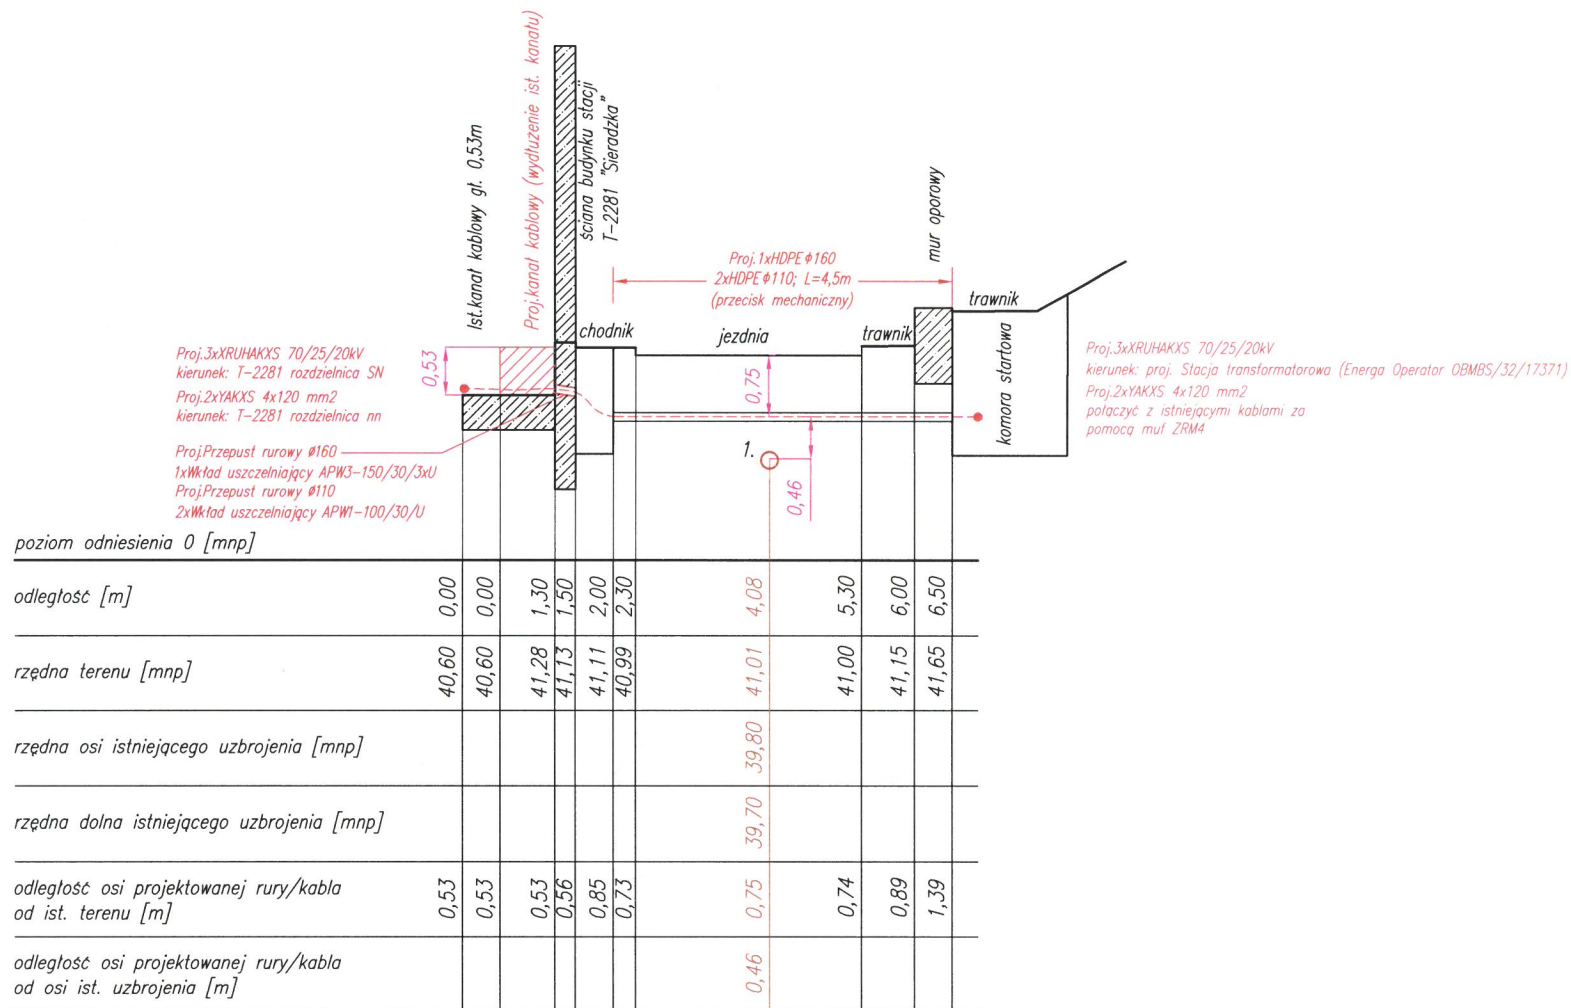 Ist.kanał kablowy gł. 0,53m
Proj.kanał kablowy (wydłużenie ist. kanału)
ściana budynku stacji
T-2281 "Sieradzka"
mur oporowy
Proj.1xHDPE ϕ160
2xHDPE ϕ110; L=4,5m
(przecisk mechaniczny)
chodnik
jezdnia
trawnik
trawnik
komora startowa
Proj.3xXRUHAKXS 70/25/20kV
kierunek: T-2281 rozdzielnica SN
Proj.2xYAKXS 4x120 mm2
kierunek: T-2281 rozdzielnica nn
Proj.Przepust rurowy ϕ160
1xWkład uszczelniający APW3-150/30/3xU
Proj.Przepust rurowy ϕ110
2xWkład uszczelniający APW1-100/30/U
0,53
0,75
1.
0,46
Proj.3xXRUHAKXS 70/25/20kV
kierunek: proj. Stacja transformatorowa (Energa Operator OBMBS/32/17371)
Proj.2xYAKXS 4x120 mm2
połączyć z istniejącymi kablami za
pomocą muf ZRM4
poziom odniesienia 0 [mnp]
odległość [m] 0,00 0,00 1,30 1,50 2,00 2,30 4,08 5,30 6,00 6,50
rzędna terenu [mnp] 40,60 40,60 41,28 41,13 41,11 40,99 41,01 41,00 41,15 41,65
rzędna osi istniejącego uzbrojenia [mnp] 39,80
rzędna dolna istniejącego uzbrojenia [mnp] 39,70
odległość osi projektowanej rury/kabla
od ist. terenu [m] 0,53 0,53 0,53 0,56 0,85 0,73 0,75 0,74 0,89 1,39
odległość osi projektowanej rury/kabla
od osi ist. uzbrojenia [m] 0,46